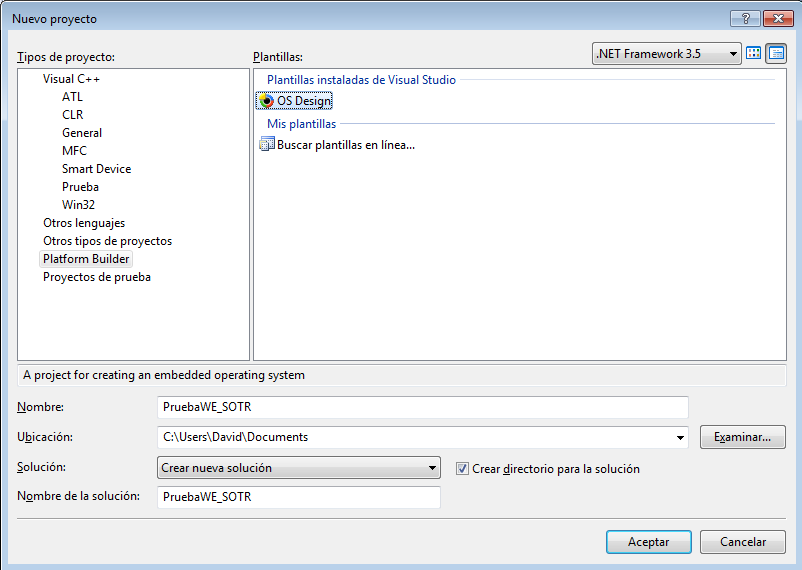 Nuevo proyecto
Tipos de proyecto:
Plantillas:
.NET Framework 3.5
Visual C++
ATL
CLR
General
MFC
Smart Device
Prueba
Win32
Otros lenguajes
Otros tipos de proyectos
Platform Builder
Proyectos de prueba
Plantillas instaladas de Visual Studio
OS Design
Mis plantillas
Buscar plantillas en línea...
A project for creating an embedded operating system
Nombre: PruebaWE_SOTR
Ubicación: C:\Users\David\Documents Examinar...
Solución: Crear nueva solución Crear directorio para la solución
Nombre de la solución: PruebaWE_SOTR
Aceptar Cancelar